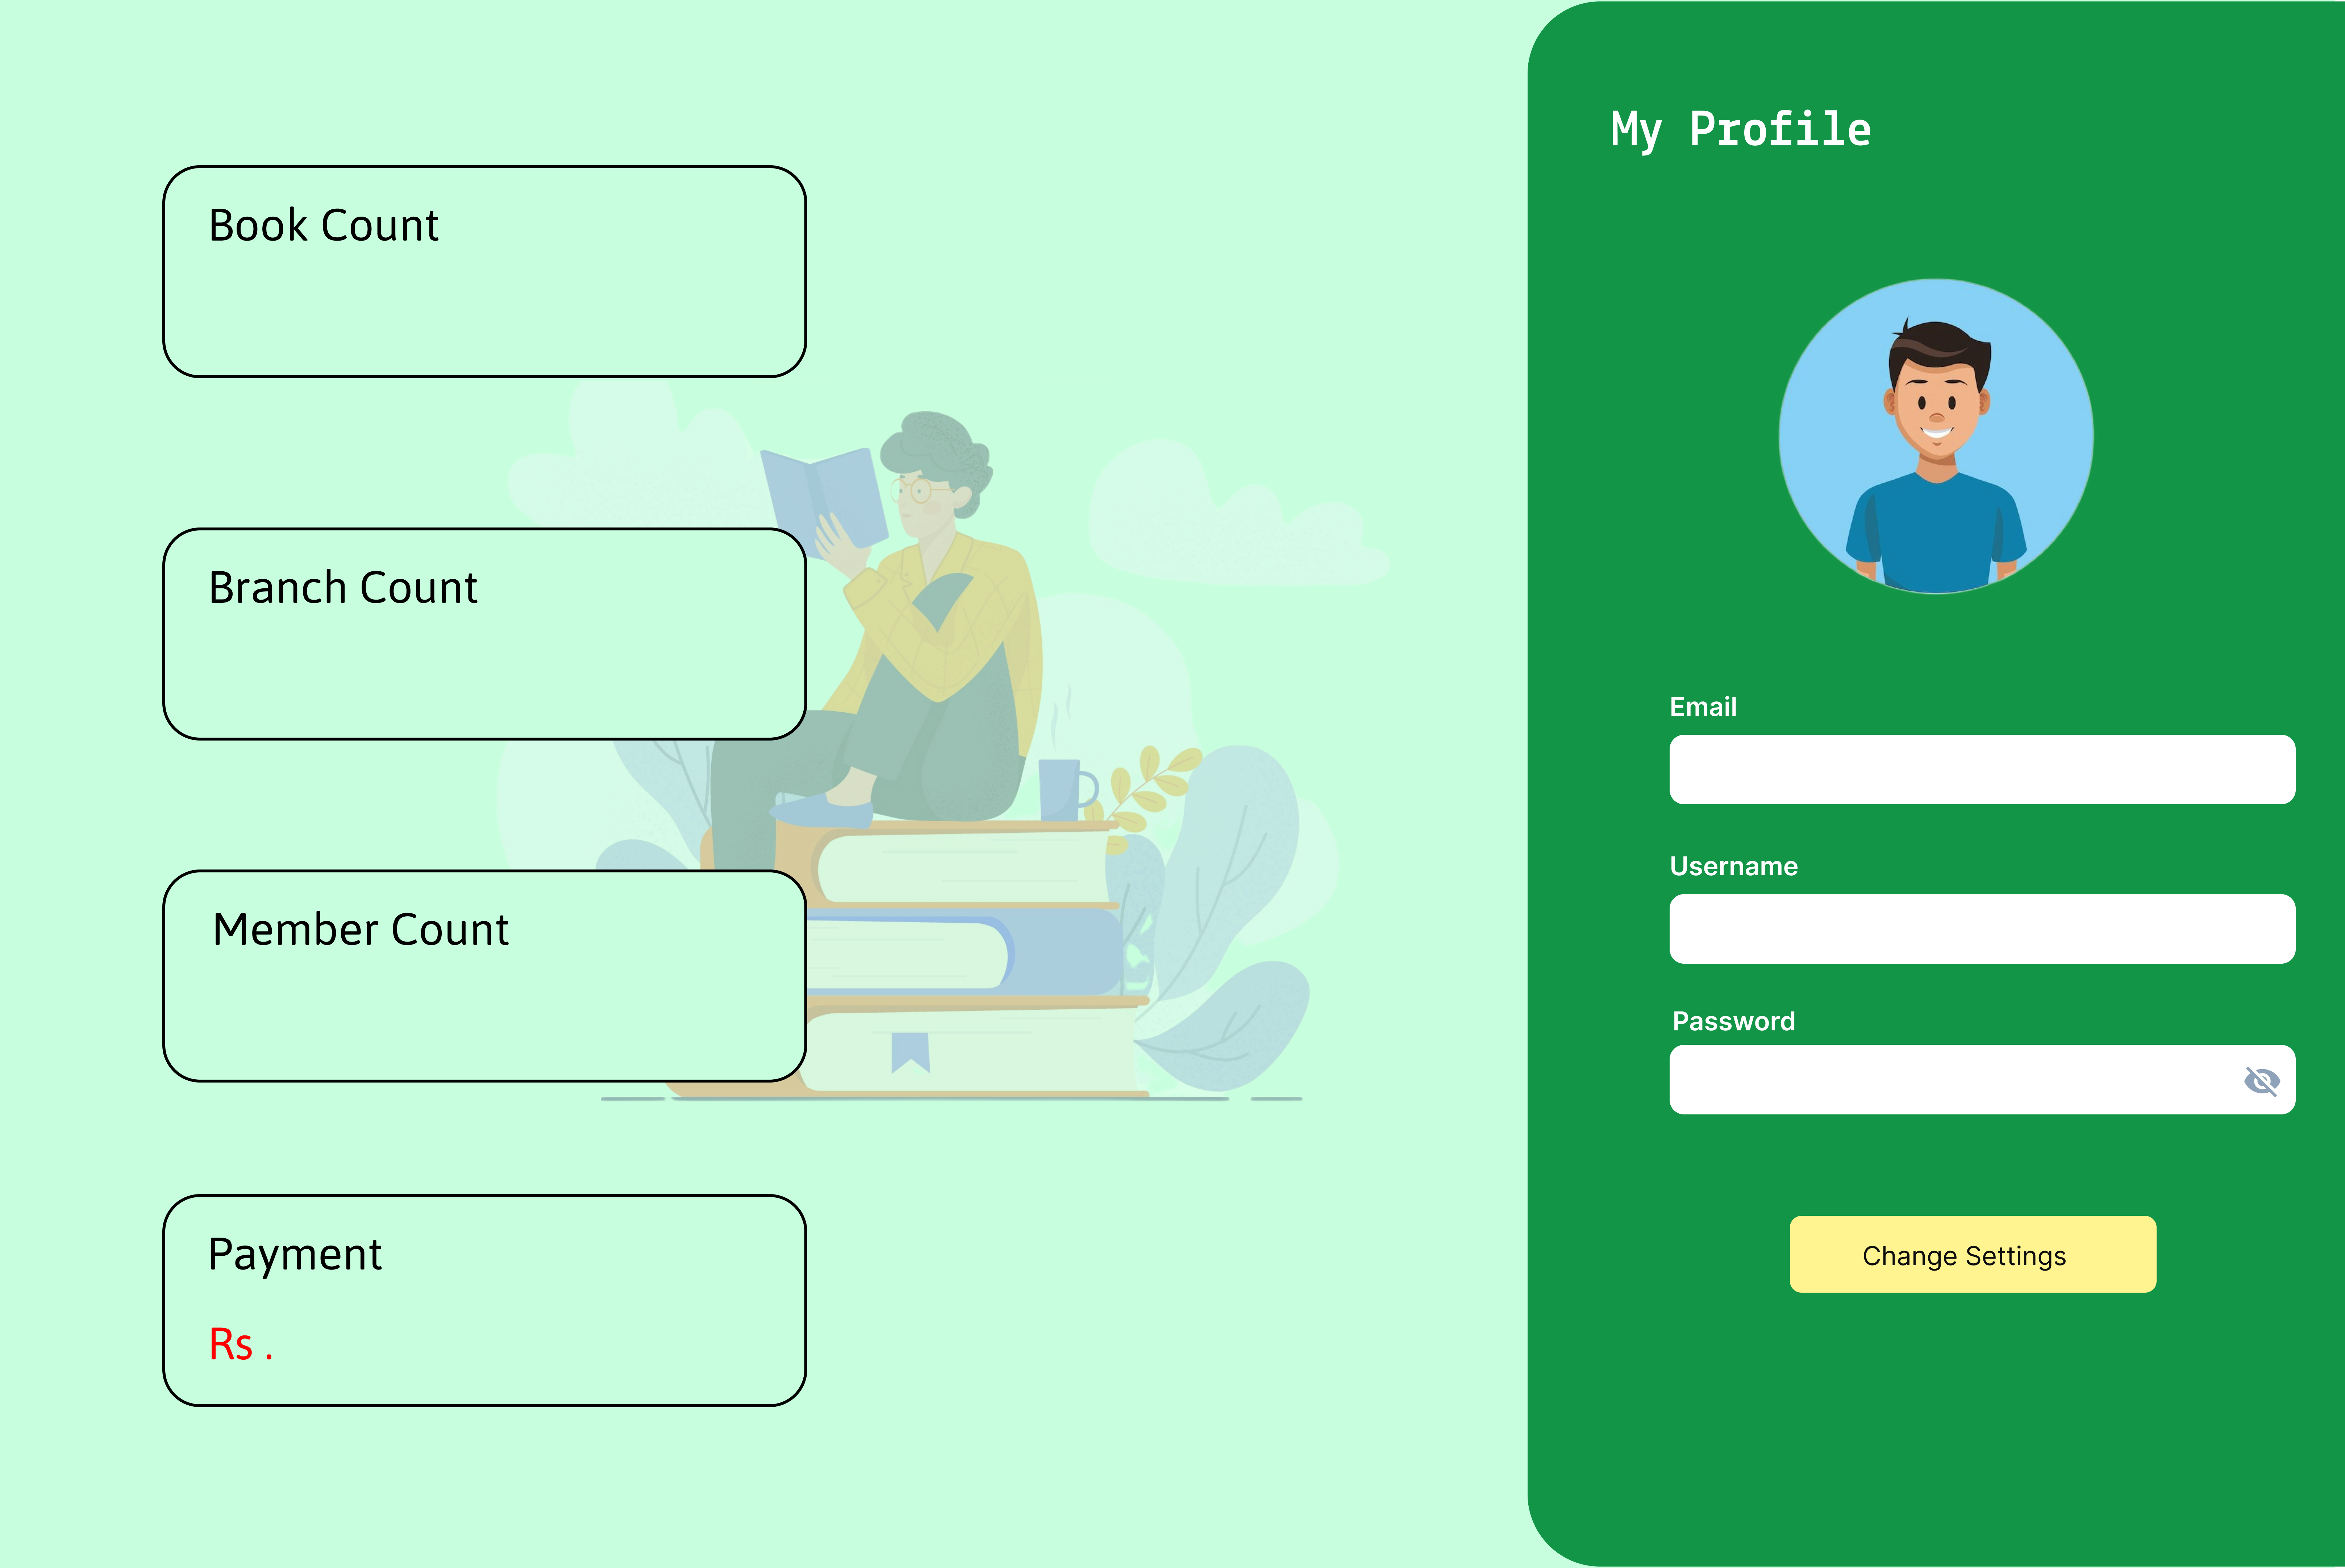 Book Count
Branch Count
Member Count
Payment
Rs .
My Profile
Email
Username
Password
Change Settings